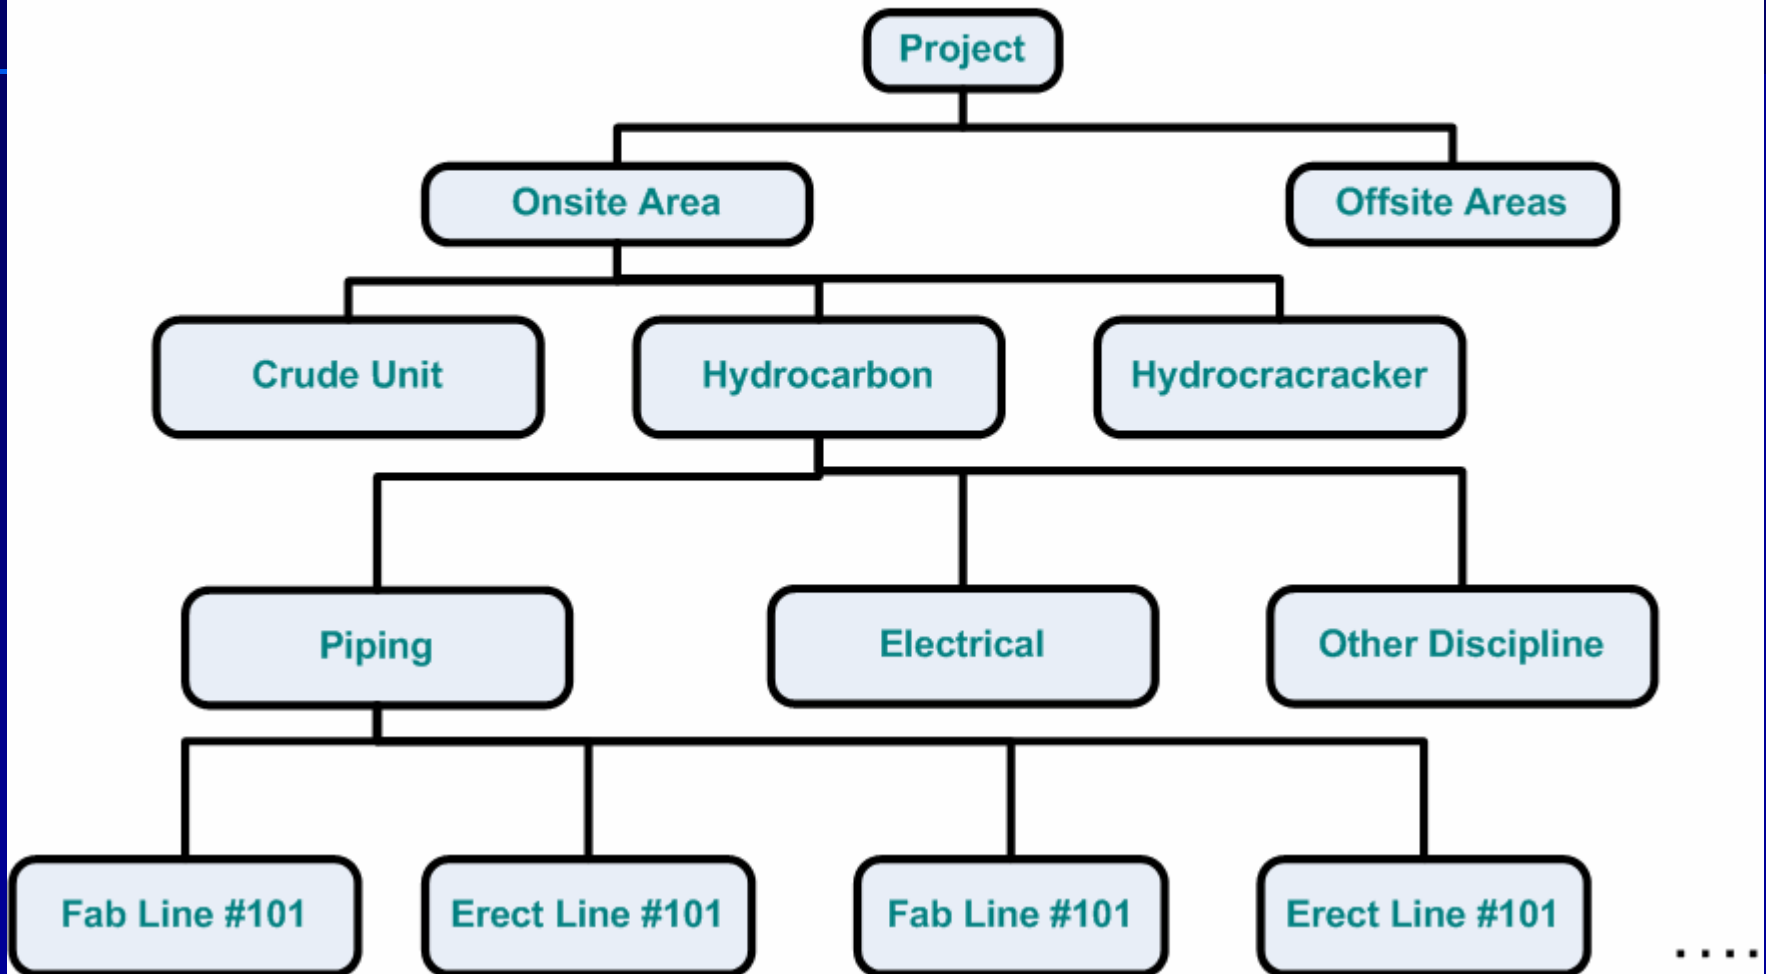 Project
Onsite Area
Offsite Areas
Crude Unit
Hydrocarbon
Hydrocracracker
Piping
Electrical
Other Discipline
Fab Line #101
Erect Line #101
Fab Line #101
Erect Line #101
....